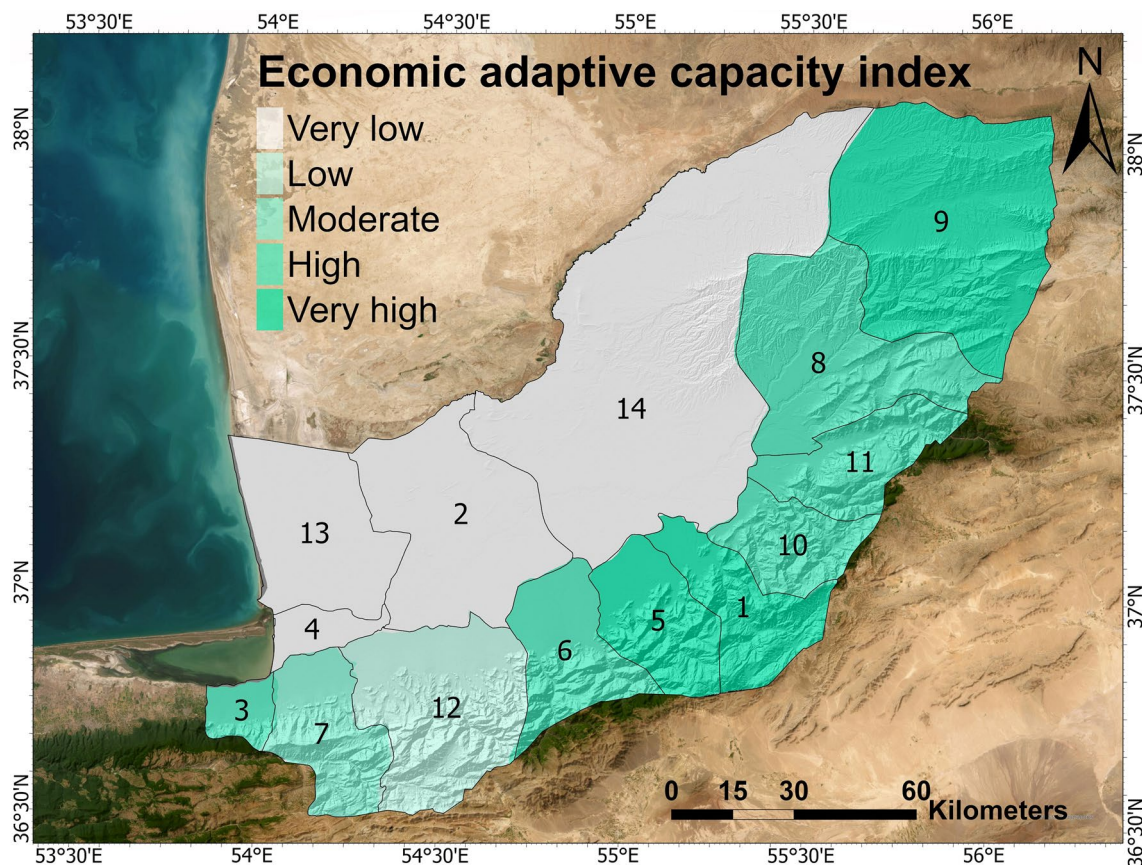 53°30'E 54°E 54°30'E 55°E 55°30'E 56°E
Economic adaptive capacity index
Very low
Low
Moderate
High
Very high
N
38°N
38°N
9
37°30'N
8
37°30'N
14
11
2
13
10
37°N
37°N
4
5
1
6
3
7
12
0 15 30 60
Kilometers
36°30'N
36°30'N
53°30'E 54°E 54°30'E 55°E 55°30'E 56°E